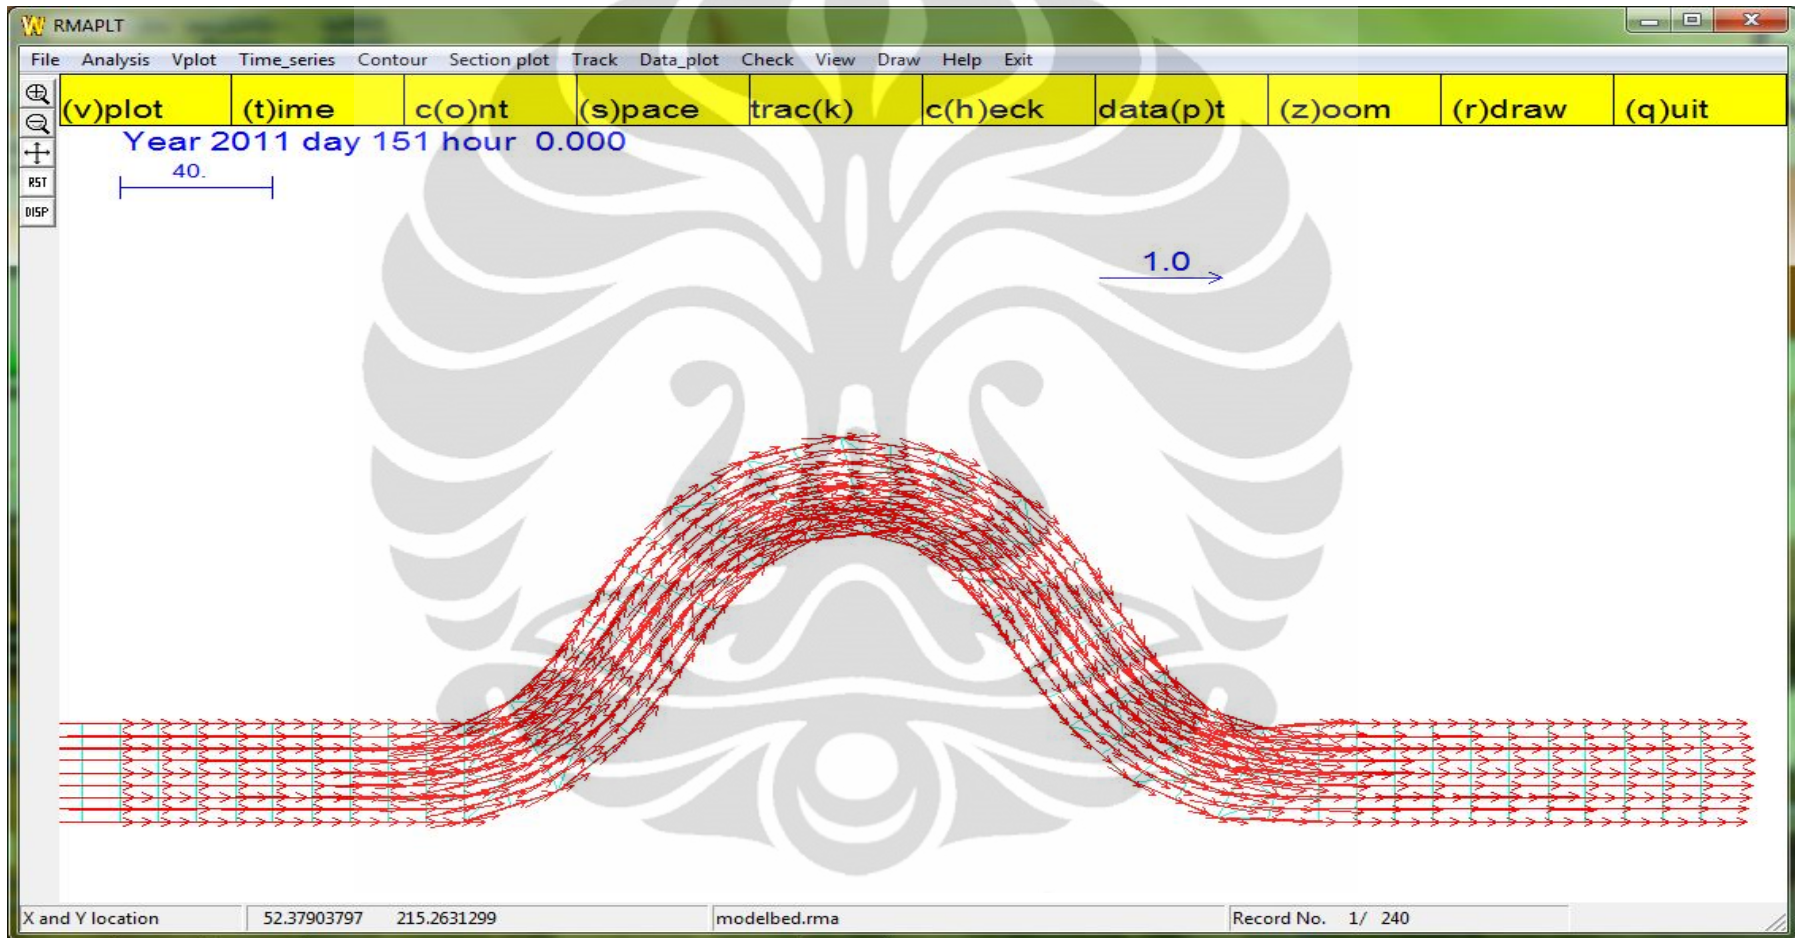 RMAPLT
File Analysis Vplot Time_series Contour Section plot Track Data_plot Check View Draw Help Exit
(v)plot (t)ime c(o)nt (s)pace trac(k) c(h)eck data(p)t (z)oom (r)draw (q)uit
Year 2011 day 151 hour 0.000
40.
RST
DISP
1.0
X and Y location 52.37903797 215.2631299 modelbed.rma Record No. 1/ 240